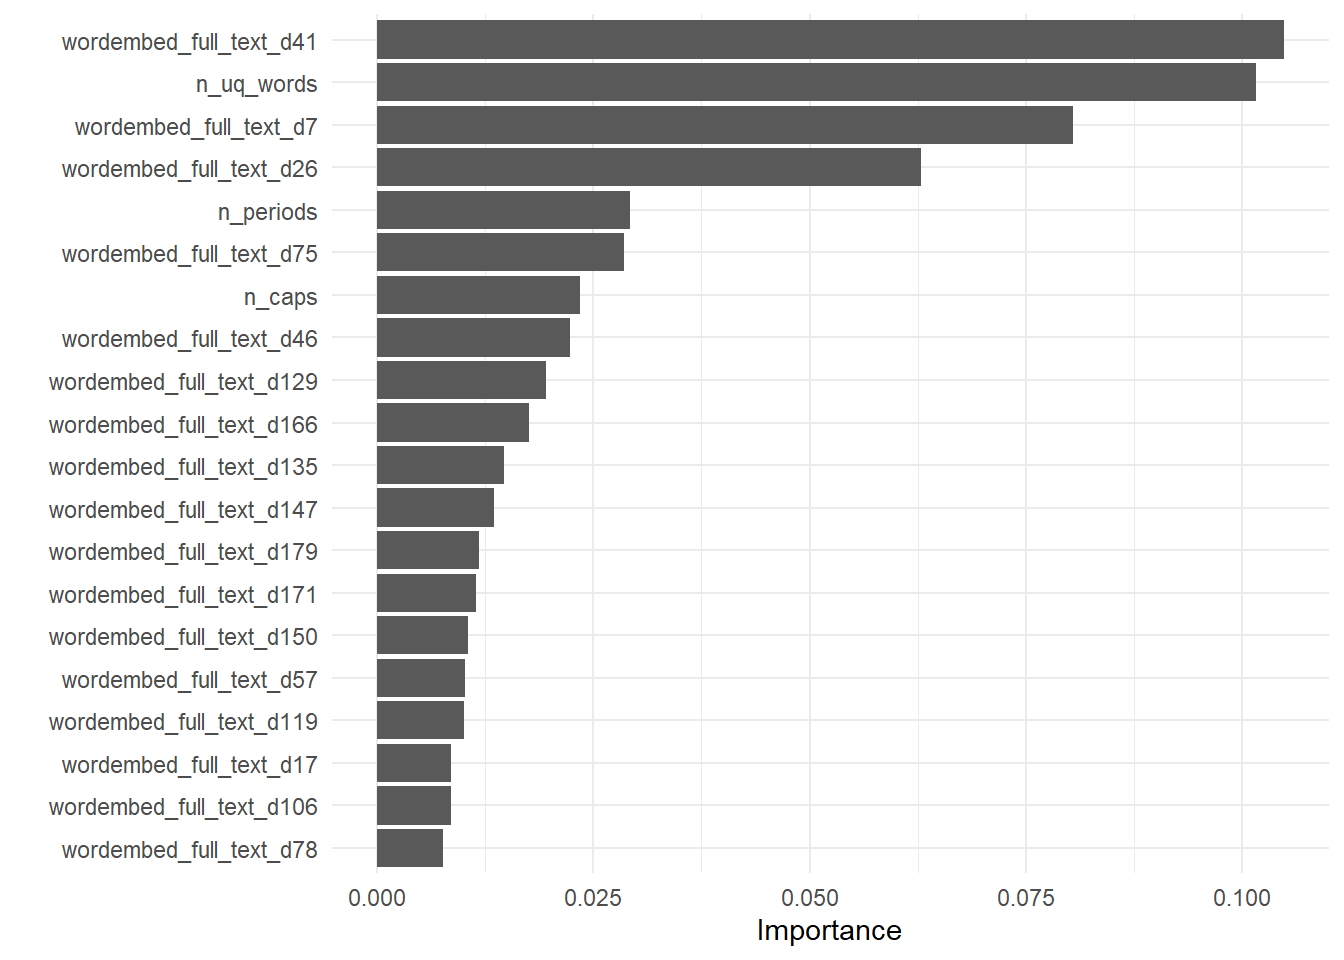 wordembed_full_text_d41
n_uq_words
wordembed_full_text_d7
wordembed_full_text_d26
n_periods
wordembed_full_text_d75
n_caps
wordembed_full_text_d46
wordembed_full_text_d129
wordembed_full_text_d166
wordembed_full_text_d135
wordembed_full_text_d147
wordembed_full_text_d179
wordembed_full_text_d171
wordembed_full_text_d150
wordembed_full_text_d57
wordembed_full_text_d119
wordembed_full_text_d17
wordembed_full_text_d106
wordembed_full_text_d78
0.000 0.025 0.050 0.075 0.100
Importance